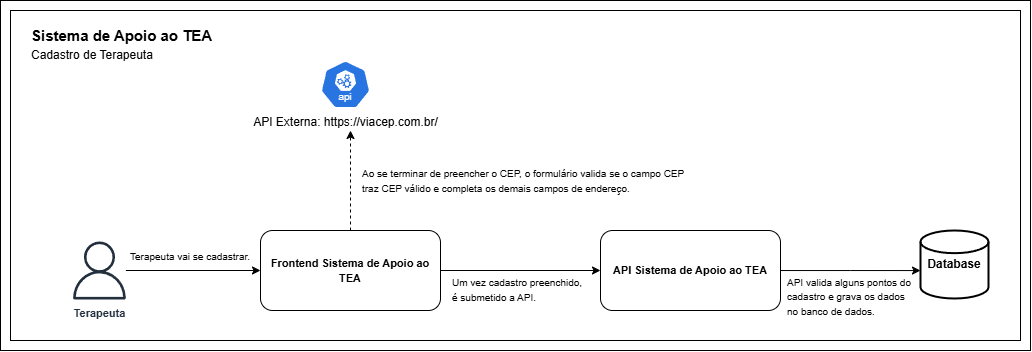 Sistema de Apoio ao TEA
Cadastro de Terapeuta
api
API Externa: https://viacep.com.br/
Ao se terminar de preencher o CEP, o formulário valida se o campo CEP
traz CEP válido e completa os demais campos de endereço.
Terapeuta vai se cadastrar.
Terapeuta
Frontend Sistema de Apoio ao
TEA
Um vez cadastro preenchido,
é submetido a API.
API Sistema de Apoio ao TEA
API valida alguns pontos do
cadastro e grava os dados
no banco de dados.
Database